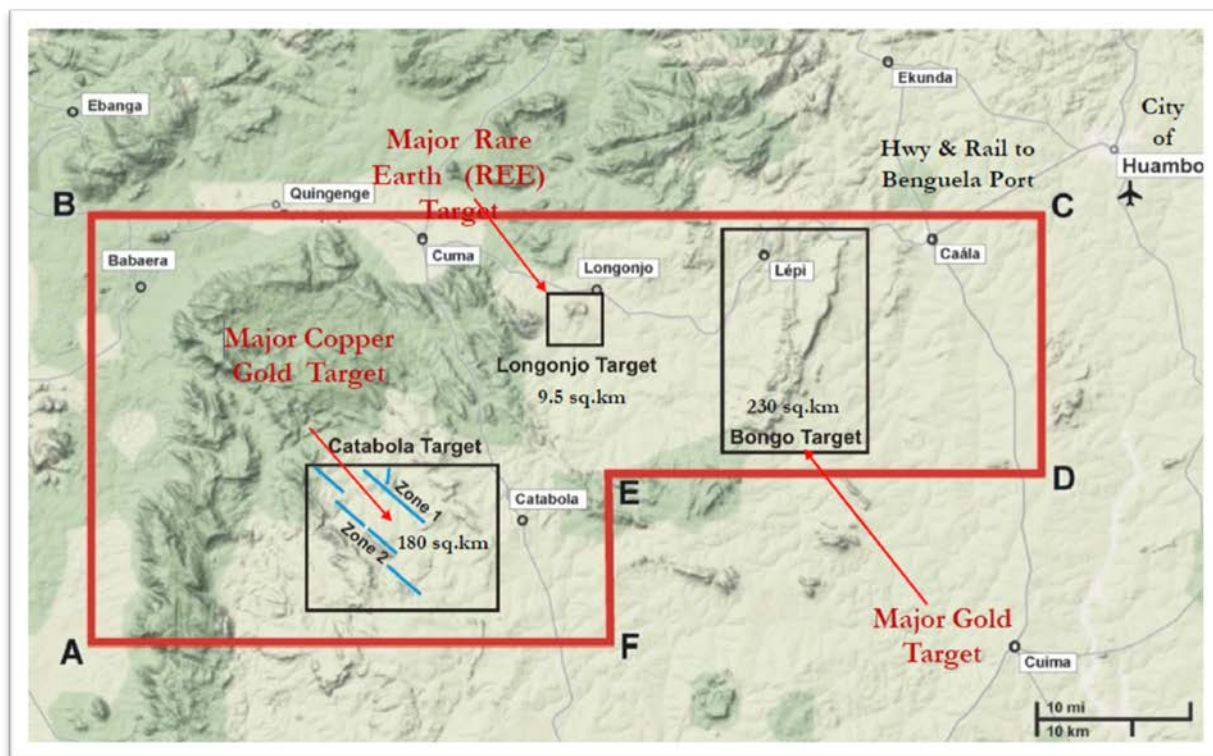 Ekunda
Ebanga
City
of
Huambo
Major Rare
Earth (REE)
Target
Hwy & Rail to
Benguela Port
Quingenge
B
C
Babaera
Cuma
Longonjo
Lépi
Caála
Major Copper
Gold Target
Longonjo Target
9.5 sq.km
230 sq.km
Bongo Target
Catabola Target
E
D
Zone 1
Catabola
Zone 2
180 sq.km
A
F
Major Gold
Target
Cuima
10 mi
10 km